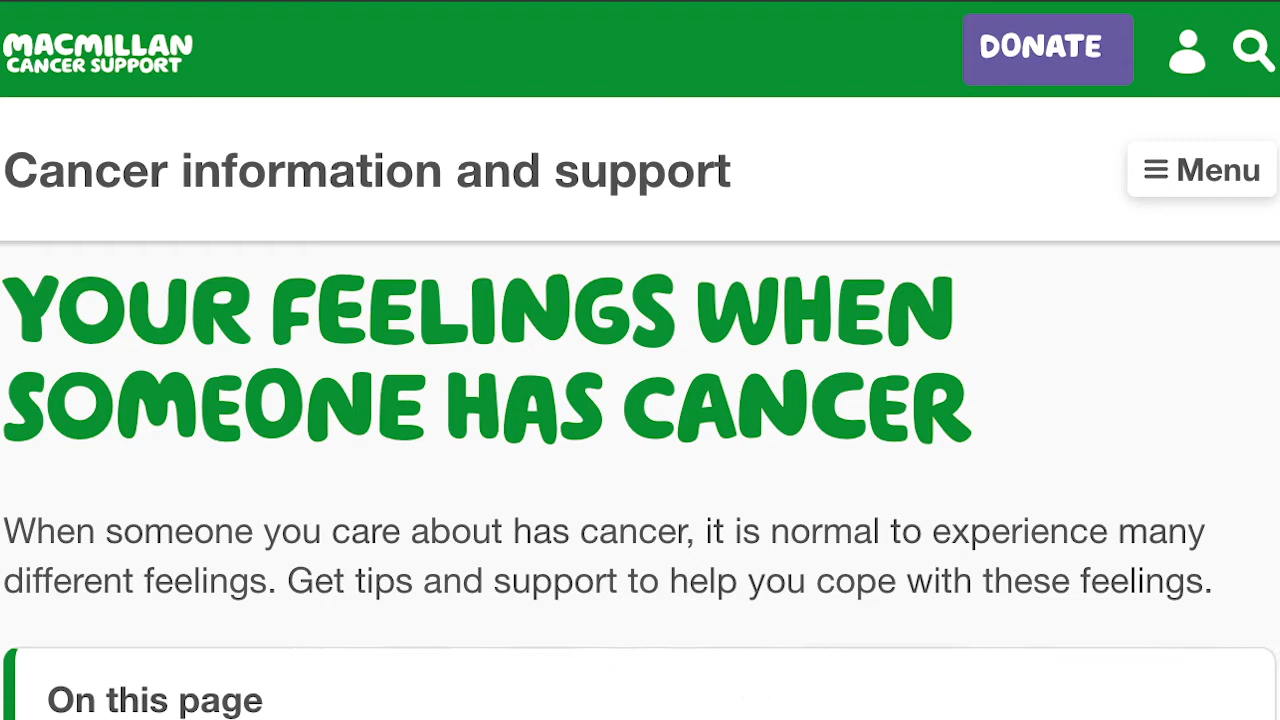 MACMILLAN
CANCER SUPPORT
DONATE
Cancer information and support
Menu
YOUR FEELINGS WHEN
SOMEONE HAS CANCER
When someone you care about has cancer, it is normal to experience many
different feelings. Get tips and support to help you cope with these feelings.
On this page